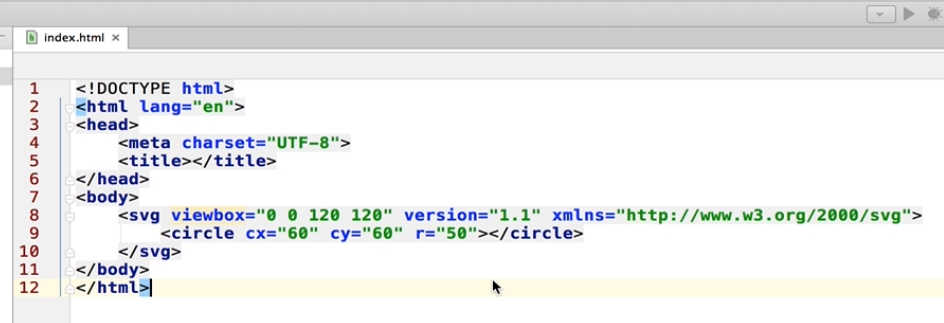 index.html ×
1 <!DOCTYPE html>
2 <html lang="en">
3 <head>
4 <meta charset="UTF-8">
5 <title></title>
6 </head>
7 <body>
8 <svg viewbox="0 0 120 120" version="1.1" xmlns="http://www.w3.org/2000/svg">
9 <circle cx="60" cy="60" r="50"></circle>
10 </svg>
11 </body>
12 </html>